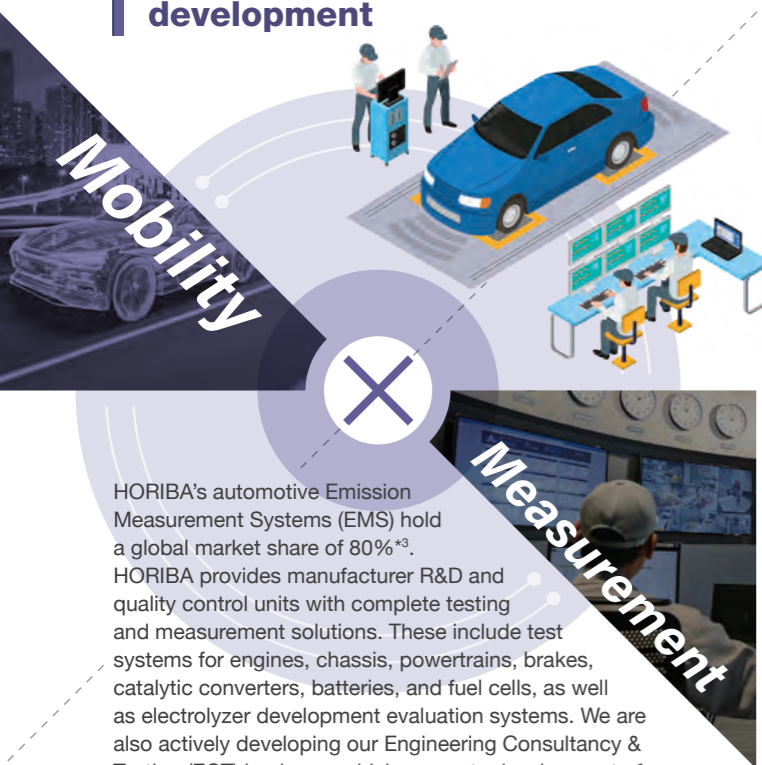 development
Mobility
Measurement
HORIBA's automotive Emission
Measurement Systems (EMS) hold
a global market share of 80%*3.
HORIBA provides manufacturer R&D and
quality control units with complete testing
and measurement solutions. These include test
systems for engines, chassis, powertrains, brakes,
catalytic converters, batteries, and fuel cells, as well
as electrolyzer development evaluation systems. We are
also actively developing our Engineering Consultancy &